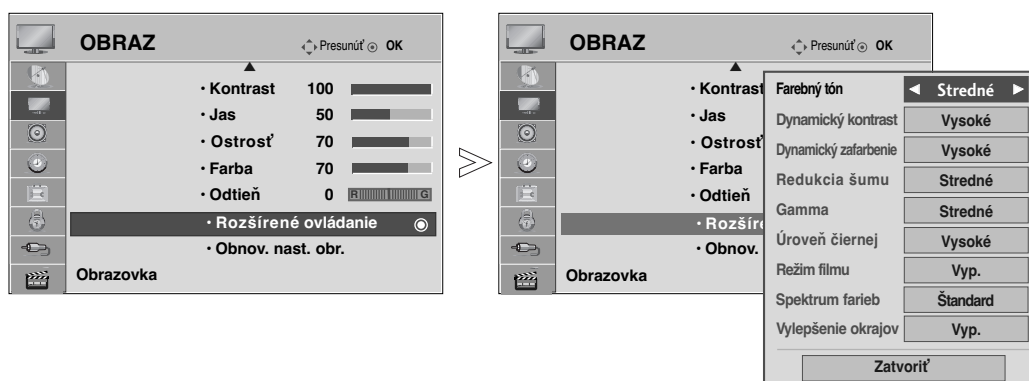 OBRAZ Presunúť OK
• Kontrast 100
• Jas 50
• Ostrosť 70
• Farba 70
• Odtieň 0 R G
• Rozšírené ovládanie
• Obnov. nast. obr.
Obrazovka
OBRAZ Presunúť OK
• Kontrast
• Jas
• Ostrosť
• Farba
• Odtieň
• Rozšíre
• Obnov.
Obrazovka
Farebný tón Stredné
Dynamický kontrast Vysoké
Dynamický zafarbenie Vysoké
Redukcia šumu Stredné
Gamma Stredné
Úroveň čiernej Vysoké
Režim filmu Vyp.
Spektrum farieb Štandard
Vylepšenie okrajov Vyp.
Zatvoriť